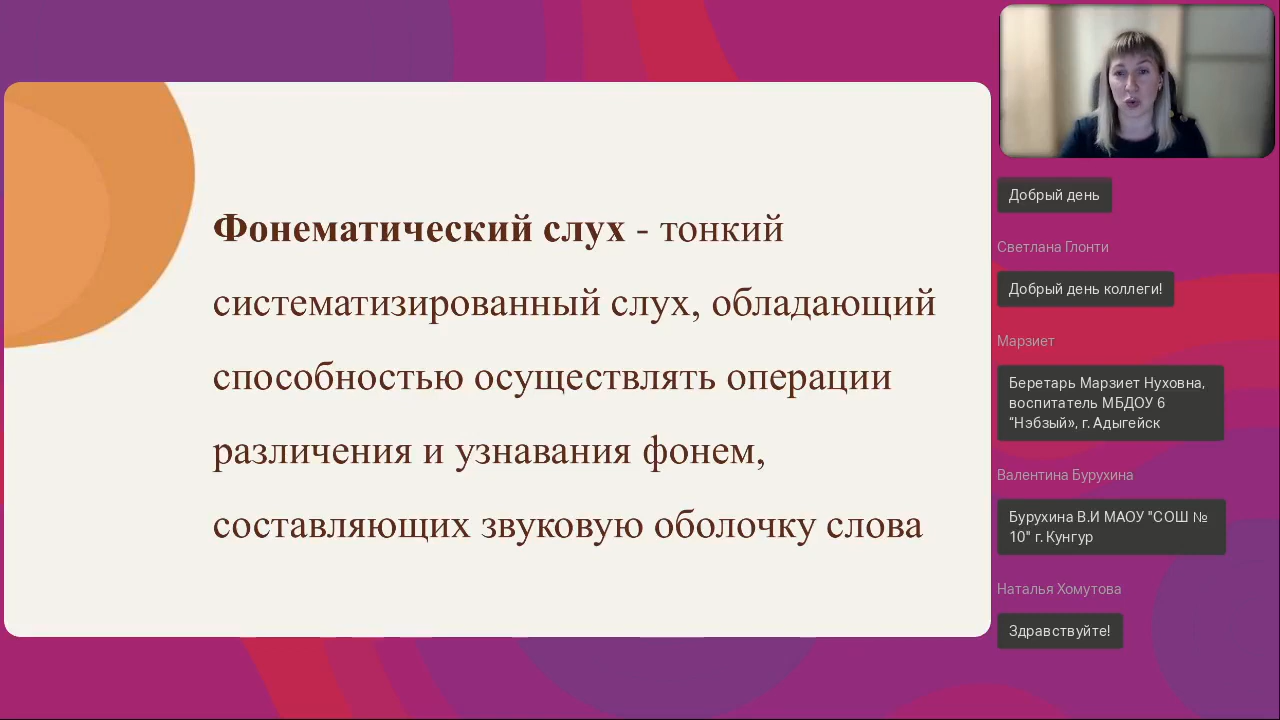 Фонематический слух - тонкий
систематизированный слух, обладающий
способностью осуществлять операции
различения и узнавания фонем,
составляющих звуковую оболочку слова
Добрый день
Светлана Глонти
Добрый день коллеги!
Марзиет
Беретарь Марзиет Нуховна,
воспитатель МБДОУ 6
“Нэбзый», г. Адыгейск
Валентина Бурухина
Бурухина В.И МАОУ "СОШ №
10" г. Кунгур
Наталья Хомутова
Здравствуйте!